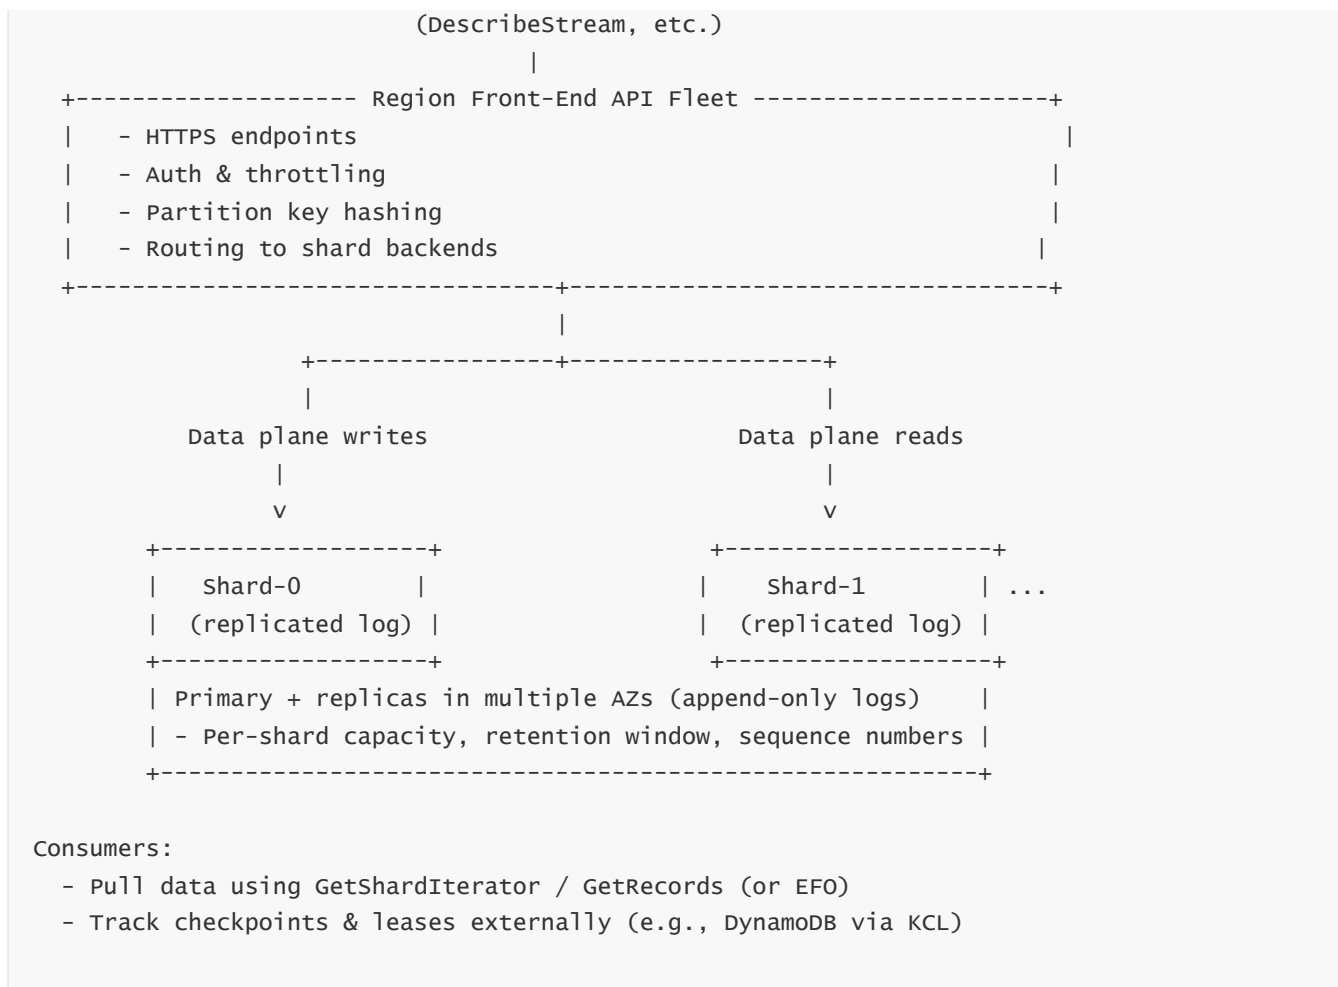 (DescribeStream, etc.)
|
+-------------------- Region Front-End API Fleet ---------------------+
|   - HTTPS endpoints                                                   |
|   - Auth & throttling                                                |
|   - Partition key hashing                                            |
|   - Routing to shard backends                                       |
+----------------------------------+----------------------------------+
|
+-----------------+------------------+
|                                     |
Data plane writes                      Data plane reads
|                                       |
v                                       v
+-------------------+                   +-------------------+
|   Shard-0        |                   |    Shard-1        | ...
|  (replicated log) |                  |  (replicated log) |
+-------------------+                   +-------------------+
| Primary + replicas in multiple AZs (append-only logs)    |
| - Per-shard capacity, retention window, sequence numbers |
+----------------------------------------------------------+
Consumers:
- Pull data using GetShardIterator / GetRecords (or EFO)
- Track checkpoints & leases externally (e.g., DynamoDB via KCL)